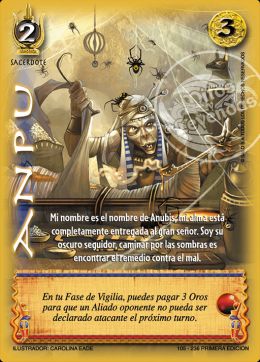 2
3
SACERDOTE
ANPU
Mi nombre es el nombre de Anubis, mi alma está
completamente entregada al gran señor. Soy su
oscuro seguidor, caminar por las sombras es
encontrar el remedio contra el mal.
En tu Fase de Vigilia, puedes pagar 3 Oros
para que un Aliado oponente no pueda ser
declarado atacante el próximo turno.
ILUSTRADOR: CAROLINA EADE
105 - 236 PRIMERA EDICION